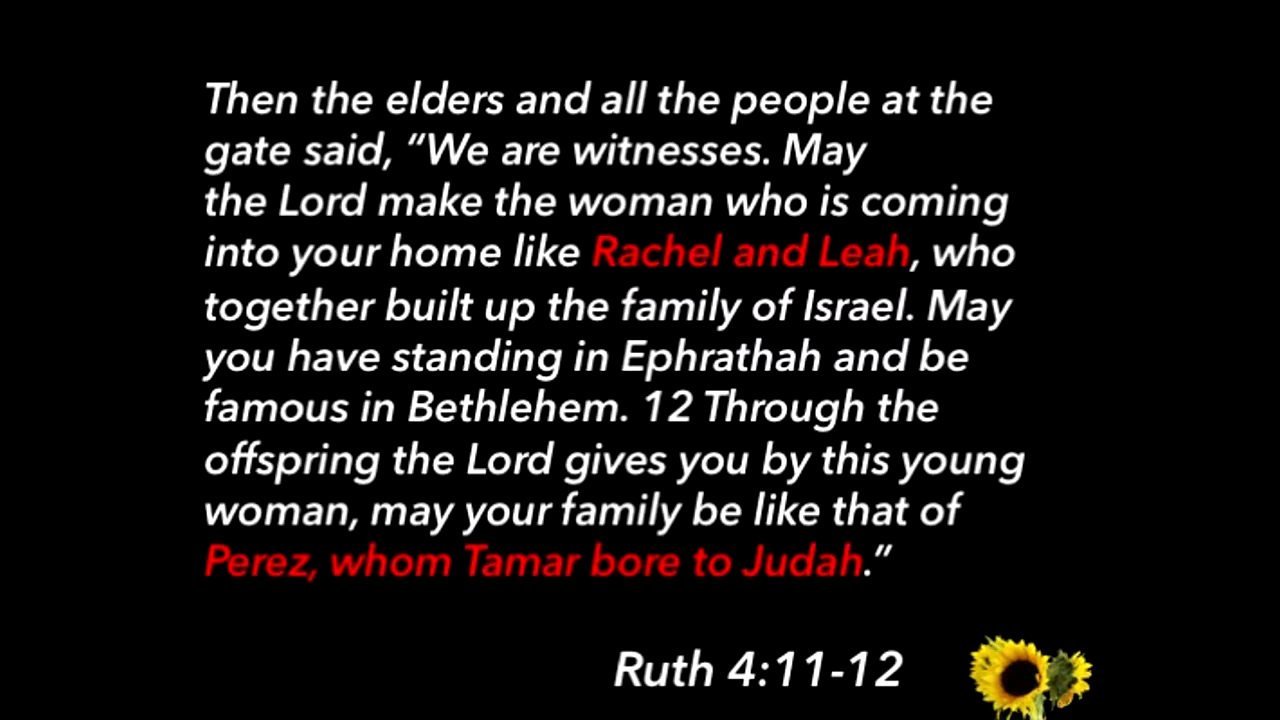 Then the elders and all the people at the
gate said, “We are witnesses. May
the Lord make the woman who is coming
into your home like Rachel and Leah, who
together built up the family of Israel. May
you have standing in Ephrathah and be
famous in Bethlehem. 12 Through the
offspring the Lord gives you by this young
woman, may your family be like that of
Perez, whom Tamar bore to Judah.”
Ruth 4:11-12